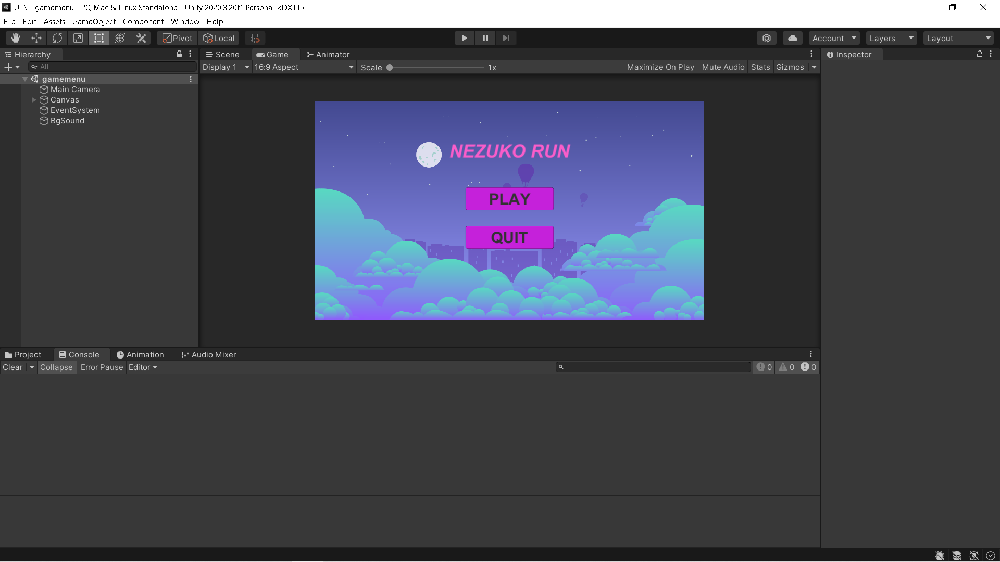 UTS - gamemenu - PC, Mac & Linux Standalone - Unity 2020.3.20f1 Personal <DX11>
File Edit Assets GameObject Component Window Help
Pivot Local Account Layers Layout
Hierarchy Scene Game Animator Inspector
All Display 1 16:9 Aspect Scale 1x Maximize On Play Mute Audio Stats Gizmos
gamemenu
Main Camera
Canvas
EventSystem
BgSound
NEZUKO RUN
PLAY
QUIT
Project Console Animation Audio Mixer
Clear Collapse Error Pause Editor 0 0 0